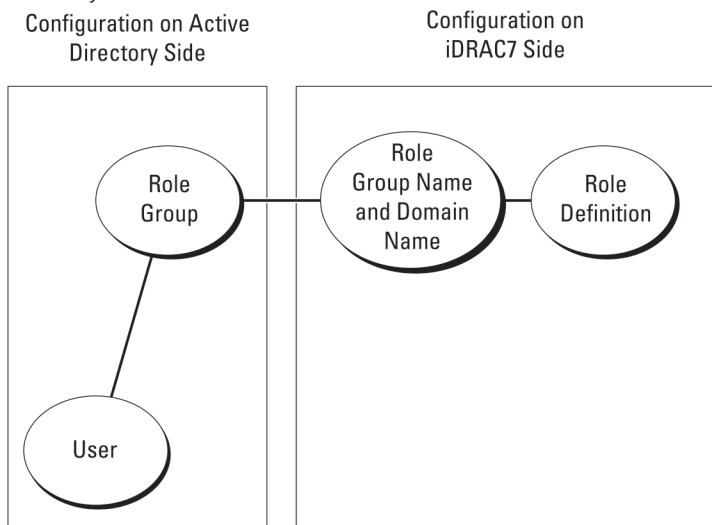 Configuration on Active
Directory Side
Configuration on
iDRAC7 Side
Role
Group
Role
Group Name
and Domain
Name
Role
Definition
User